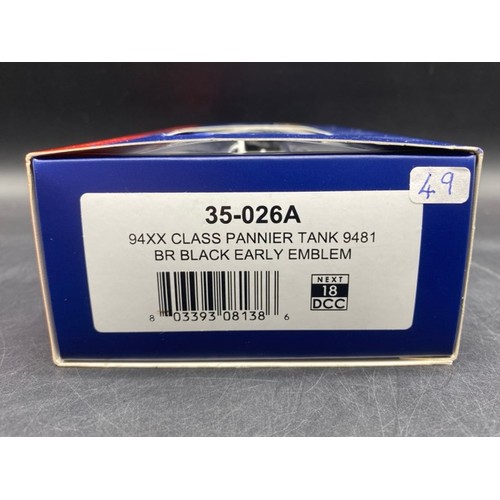 49
35-026A
94XX CLASS PANNIER TANK 9481
BR BLACK EARLY EMBLEM
NEXT
18
DCC
8 03393 08138 6